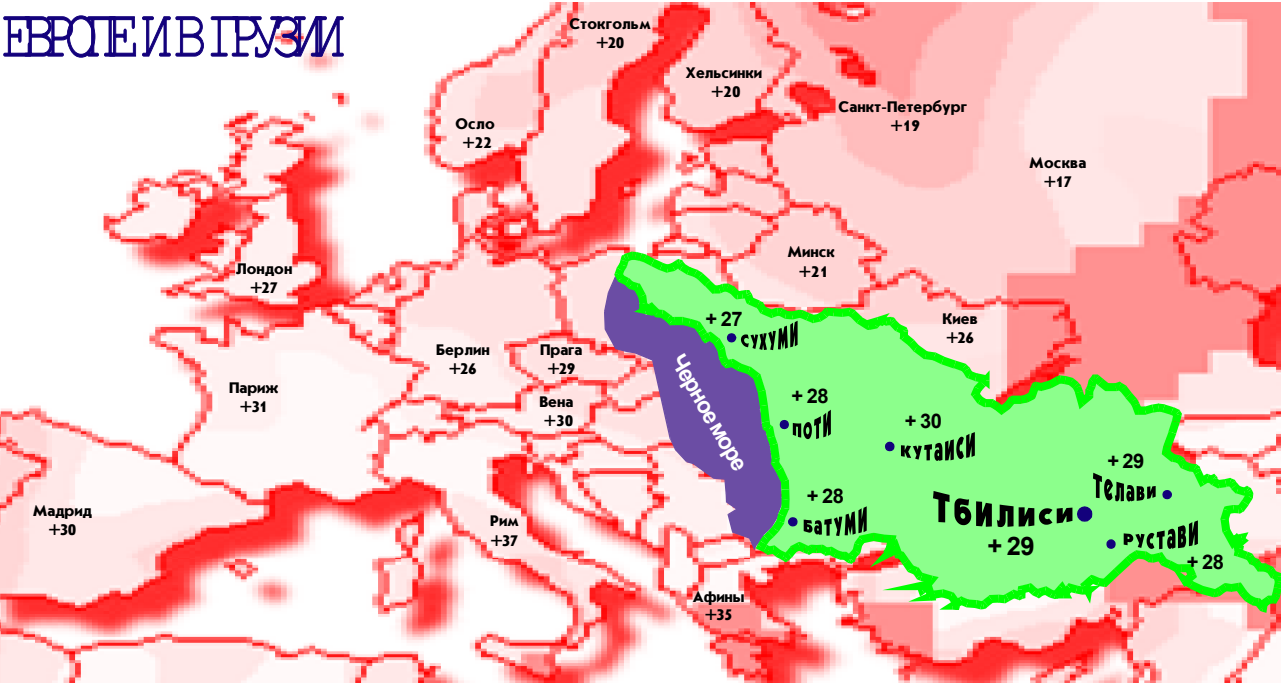 ЕВРОПЕ И В ГРУЗИИ
Стокгольм
+20
Хельсинки
+20
Санкт-Петербург
+19
Осло
+22
Москва
+17
Минск
+21
Лондон
+27
+ 27
сухуми
Киев
+26
Берлин
+26
Прага
+29
Париж
+31
Вена
+30
Черное море
+ 28
поти
+ 30
кутаиси
+ 29
Телави
+ 28
батуми
Тбилиси
+ 29
рустави
+ 28
Мадрид
+30
Рим
+37
Афины
+35